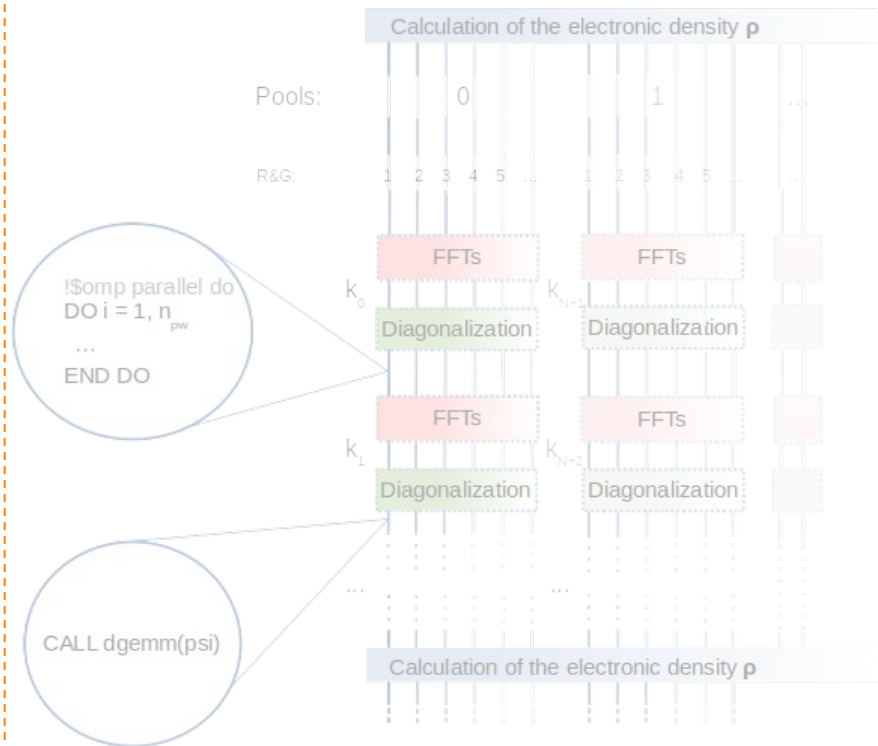 Calculation of the electronic density ρ
Pools: 0 1 ...
R&G: 1 2 3 4 5 ... 1 2 3 4 5 ... ...
FFTs FFTs
!$omp parallel do
k0 kN+1
DO i = 1, npw
Diagonalization Diagonalization
...
END DO
FFTs FFTs
k1 kN+2
Diagonalization Diagonalization
... ...
CALL dgemm(psi)
Calculation of the electronic density ρ